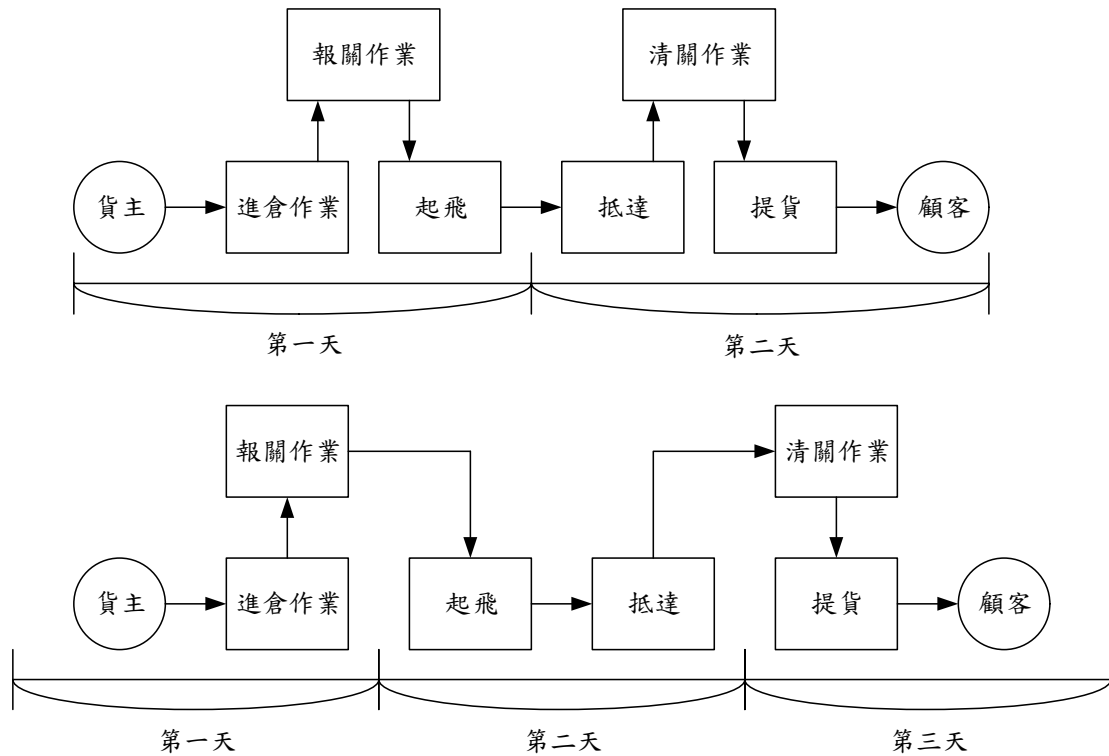 報關作業
清關作業
貨主
進倉作業
起飛
抵達
提貨
顧客
第一天
第二天
報關作業
清關作業
貨主
進倉作業
起飛
抵達
提貨
顧客
第一天
第二天
第三天